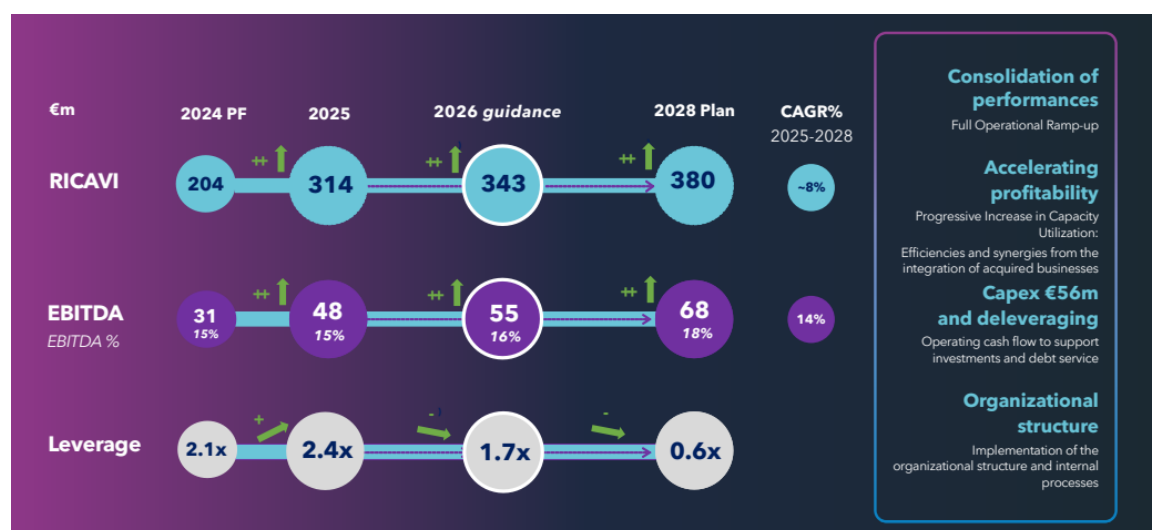 €m
2024 PF
2025
2026 guidance
2028 Plan
CAGR%
2025-2028
RICAVI
++
++
++
204
314
343
380
~8%
EBITDA
EBITDA %
++
++
++
31
15%
48
15%
55
16%
68
18%
14%
Leverage
+
-
-
2.1x
2.4x
1.7x
0.6x
Consolidation of
performances
Full Operational Ramp-up
Accelerating
profitability
Progressive Increase in Capacity
Utilization:
Efficiencies and synergies from the
integration of acquired businesses
Capex €56m
and deleveraging
Operating cash flow to support
investments and debt service
Organizational
structure
Implementation of the
organizational structure and internal
processes